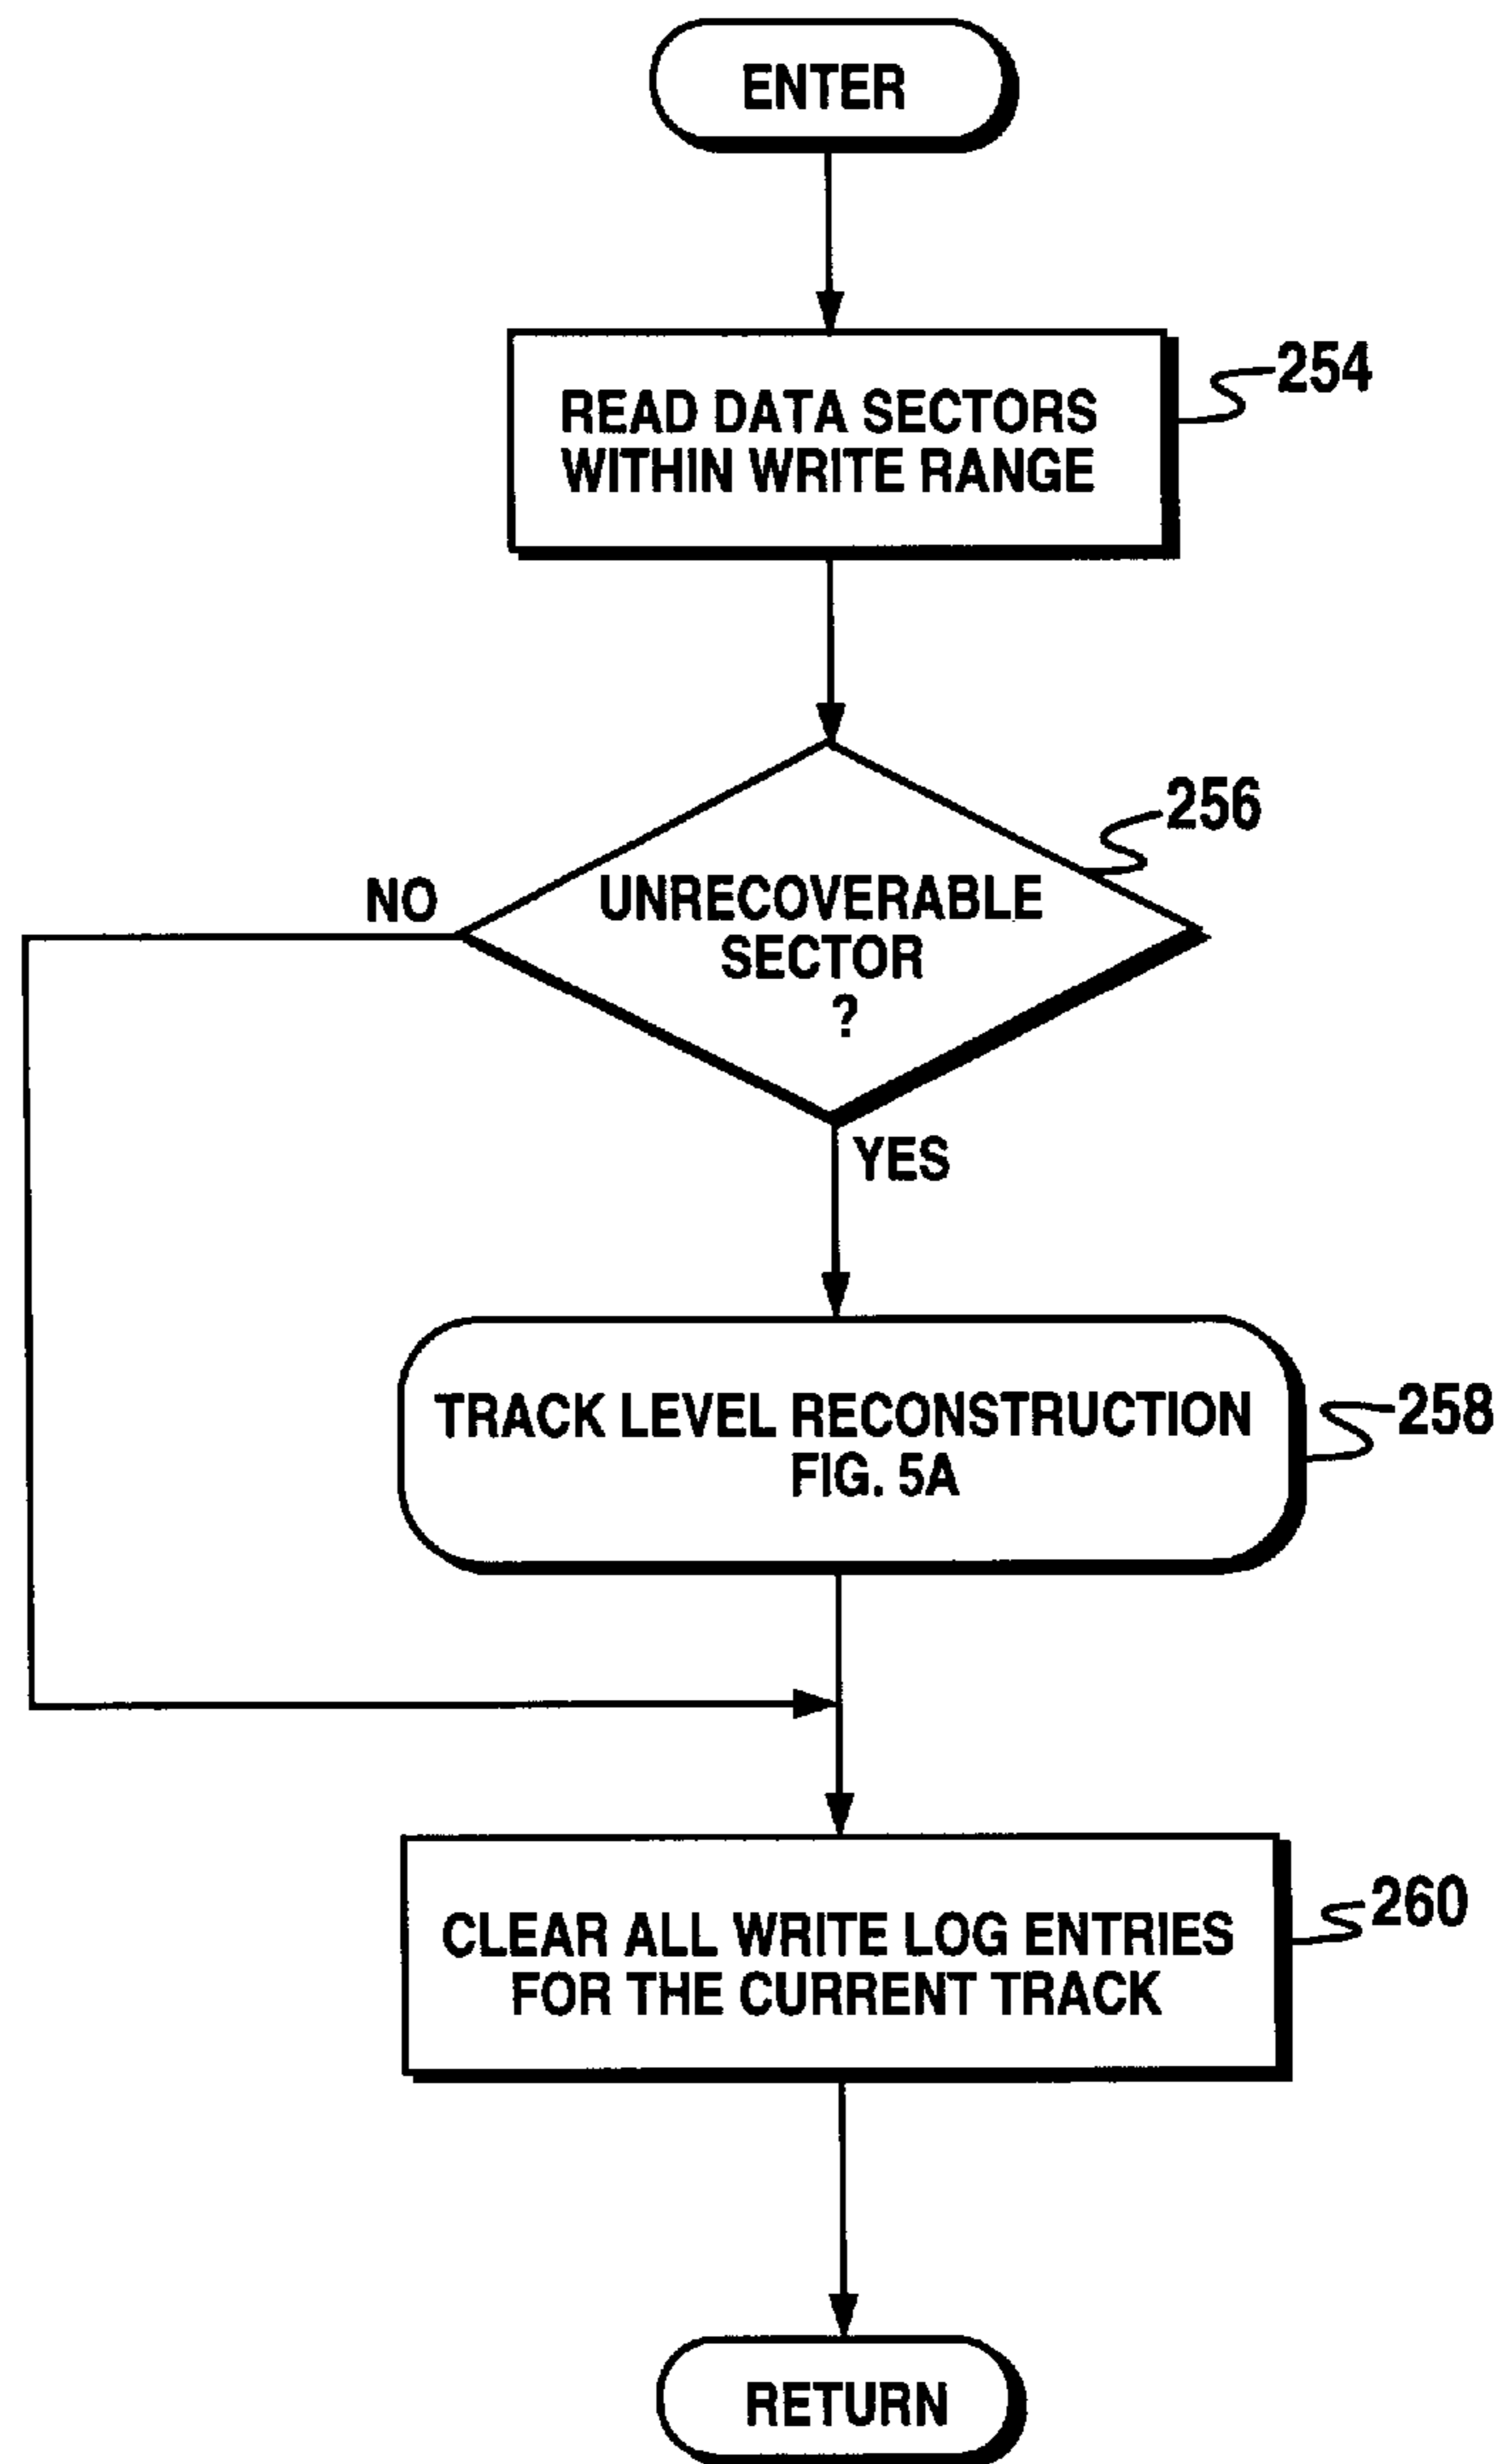 ENTER
READ DATA SECTORS
WITHIN WRITE RANGE
254
256
NO
UNRECOVERABLE
SECTOR
?
YES
TRACK LEVEL RECONSTRUCTION
FIG. 5A
258
CLEAR ALL WRITE LOG ENTRIES
FOR THE CURRENT TRACK
260
RETURN